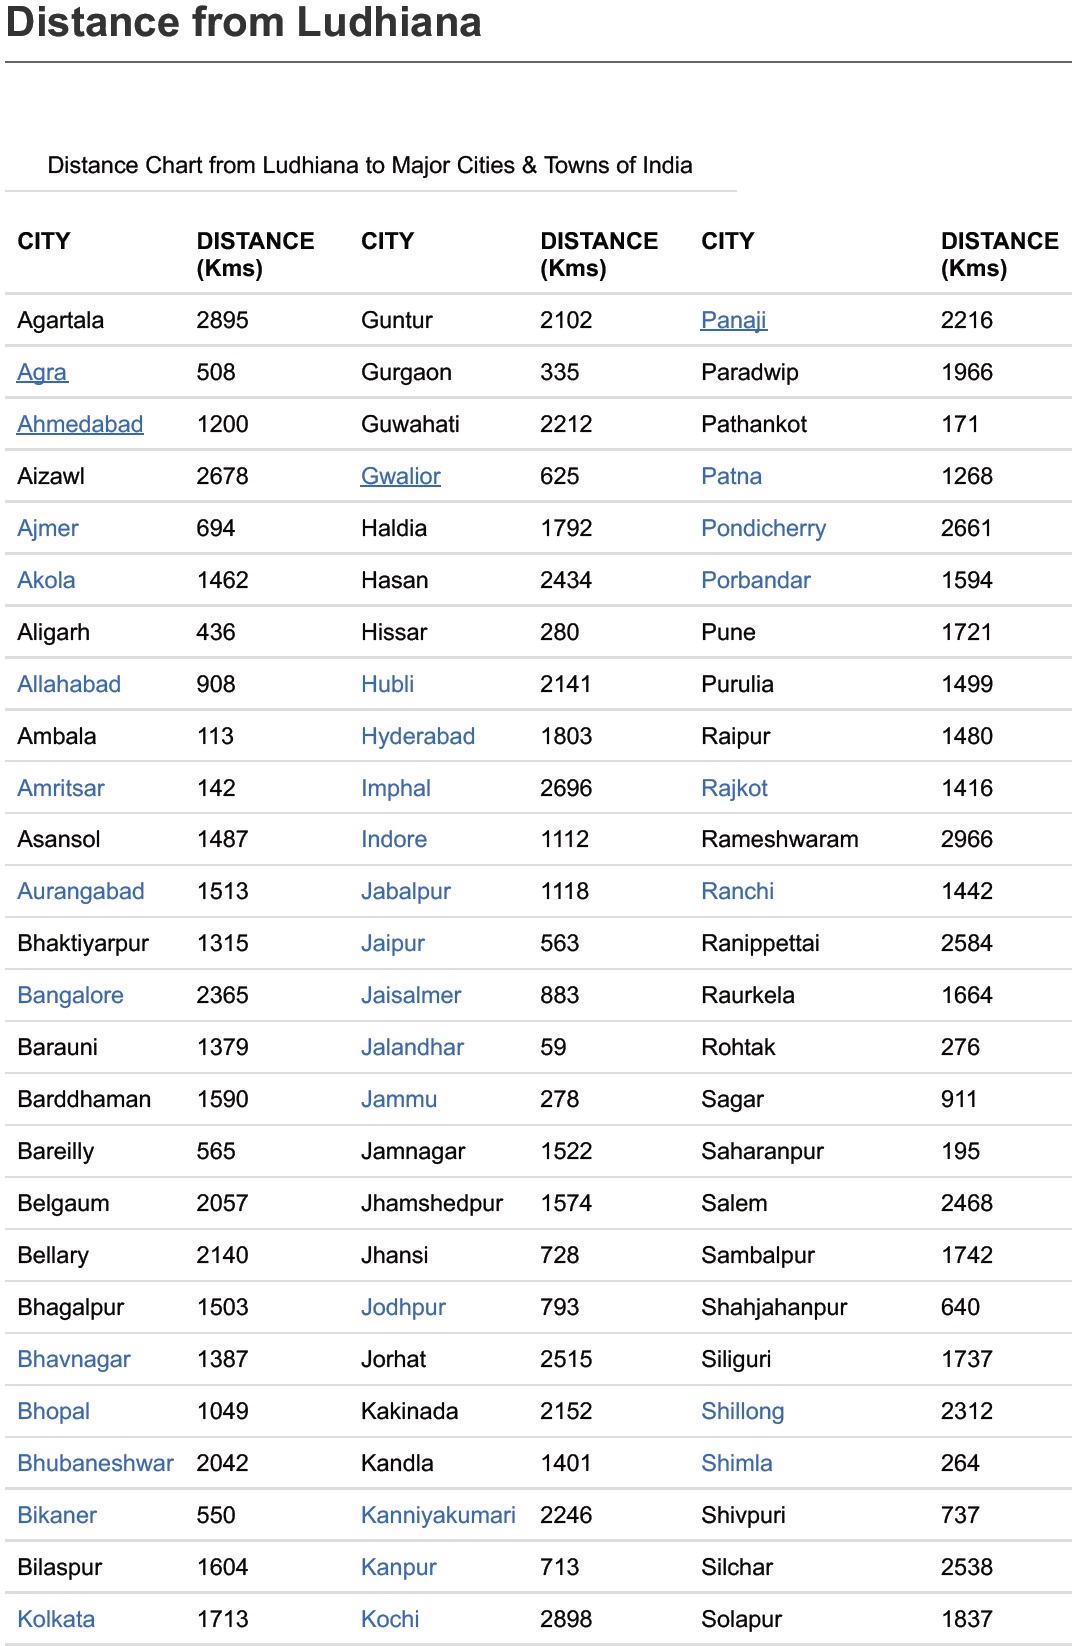 Distance from Ludhiana
Distance Chart from Ludhiana to Major Cities & Towns of India
CITY DISTANCE (Kms) CITY DISTANCE (Kms) CITY DISTANCE (Kms)
Agartala 2895 Guntur 2102 Panaji 2216
Agra 508 Gurgaon 335 Paradwip 1966
Ahmedabad 1200 Guwahati 2212 Pathankot 171
Aizawl 2678 Gwalior 625 Patna 1268
Ajmer 694 Haldia 1792 Pondicherry 2661
Akola 1462 Hasan 2434 Porbandar 1594
Aligarh 436 Hissar 280 Pune 1721
Allahabad 908 Hubli 2141 Purulia 1499
Ambala 113 Hyderabad 1803 Raipur 1480
Amritsar 142 Imphal 2696 Rajkot 1416
Asansol 1487 Indore 1112 Rameshwaram 2966
Aurangabad 1513 Jabalpur 1118 Ranchi 1442
Bhaktiyarpur 1315 Jaipur 563 Ranippettai 2584
Bangalore 2365 Jaisalmer 883 Raurkela 1664
Barauni 1379 Jalandhar 59 Rohtak 276
Barddhaman 1590 Jammu 278 Sagar 911
Bareilly 565 Jamnagar 1522 Saharanpur 195
Belgaum 2057 Jhamshedpur 1574 Salem 2468
Bellary 2140 Jhansi 728 Sambalpur 1742
Bhagalpur 1503 Jodhpur 793 Shahjahanpur 640
Bhavnagar 1387 Jorhat 2515 Siliguri 1737
Bhopal 1049 Kakinada 2152 Shillong 2312
Bhubaneshwar 2042 Kandla 1401 Shimla 264
Bikaner 550 Kanniyakumari 2246 Shivpuri 737
Bilaspur 1604 Kanpur 713 Silchar 2538
Kolkata 1713 Kochi 2898 Solapur 1837